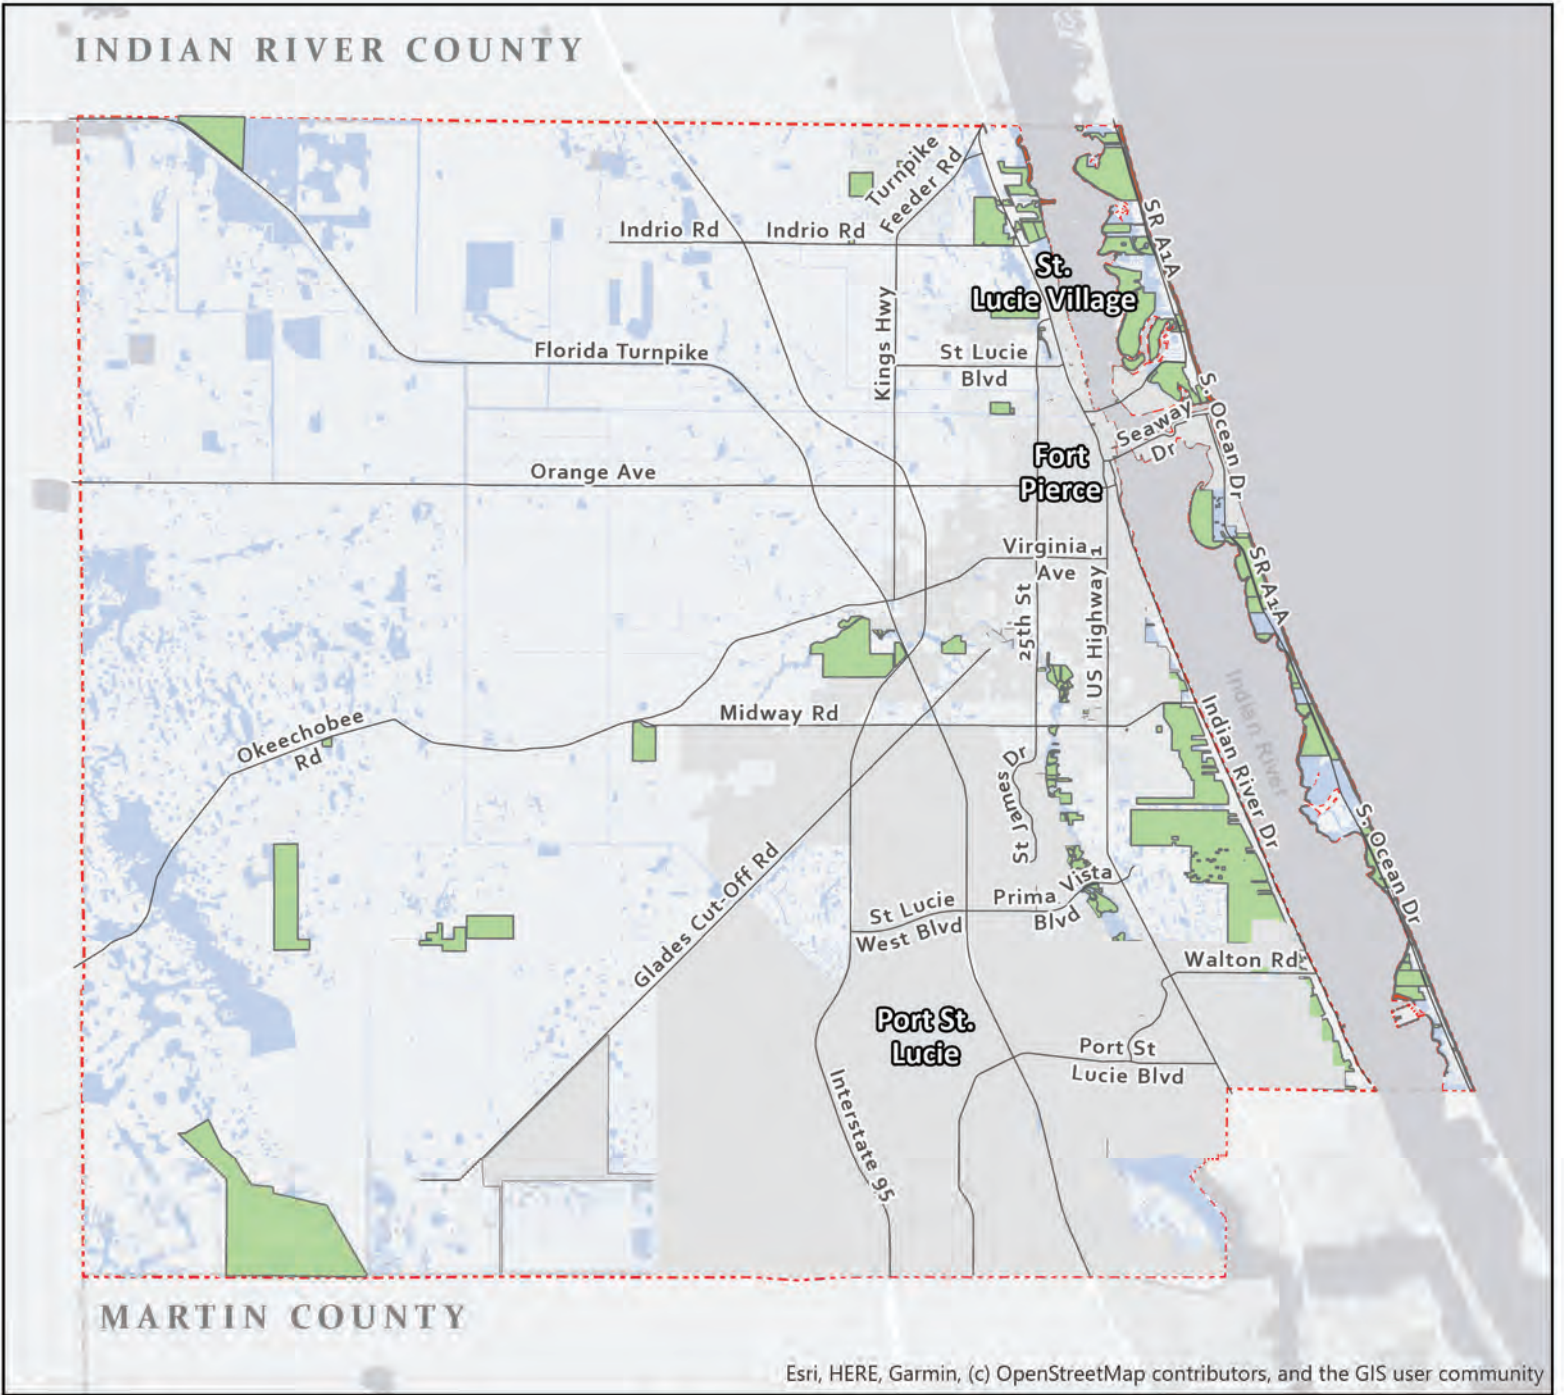 INDIAN RIVER COUNTY
Turnpike
Feeder Rd
SR A1A
Indrio Rd
Indrio Rd
St.
Lucie Village
Kings Hwy
Florida Turnpike
St Lucie
Blvd
S. Ocean Dr
Seaway
Dr
Fort
Pierce
Orange Ave
Virginia
Ave
SR A1A
25th St
US Highway 1
Indian River
Midway Rd
Okeechobee
Rd
Indian River Dr
St James Dr
S. Ocean Dr
Glades Cut-Off Rd
Prima Vista
Blvd
St Lucie
West Blvd
Walton Rd
Port St.
Lucie
Port St
Lucie Blvd
Interstate 95
MARTIN COUNTY
Esri, HERE, Garmin, (c) OpenStreetMap contributors, and the GIS user community